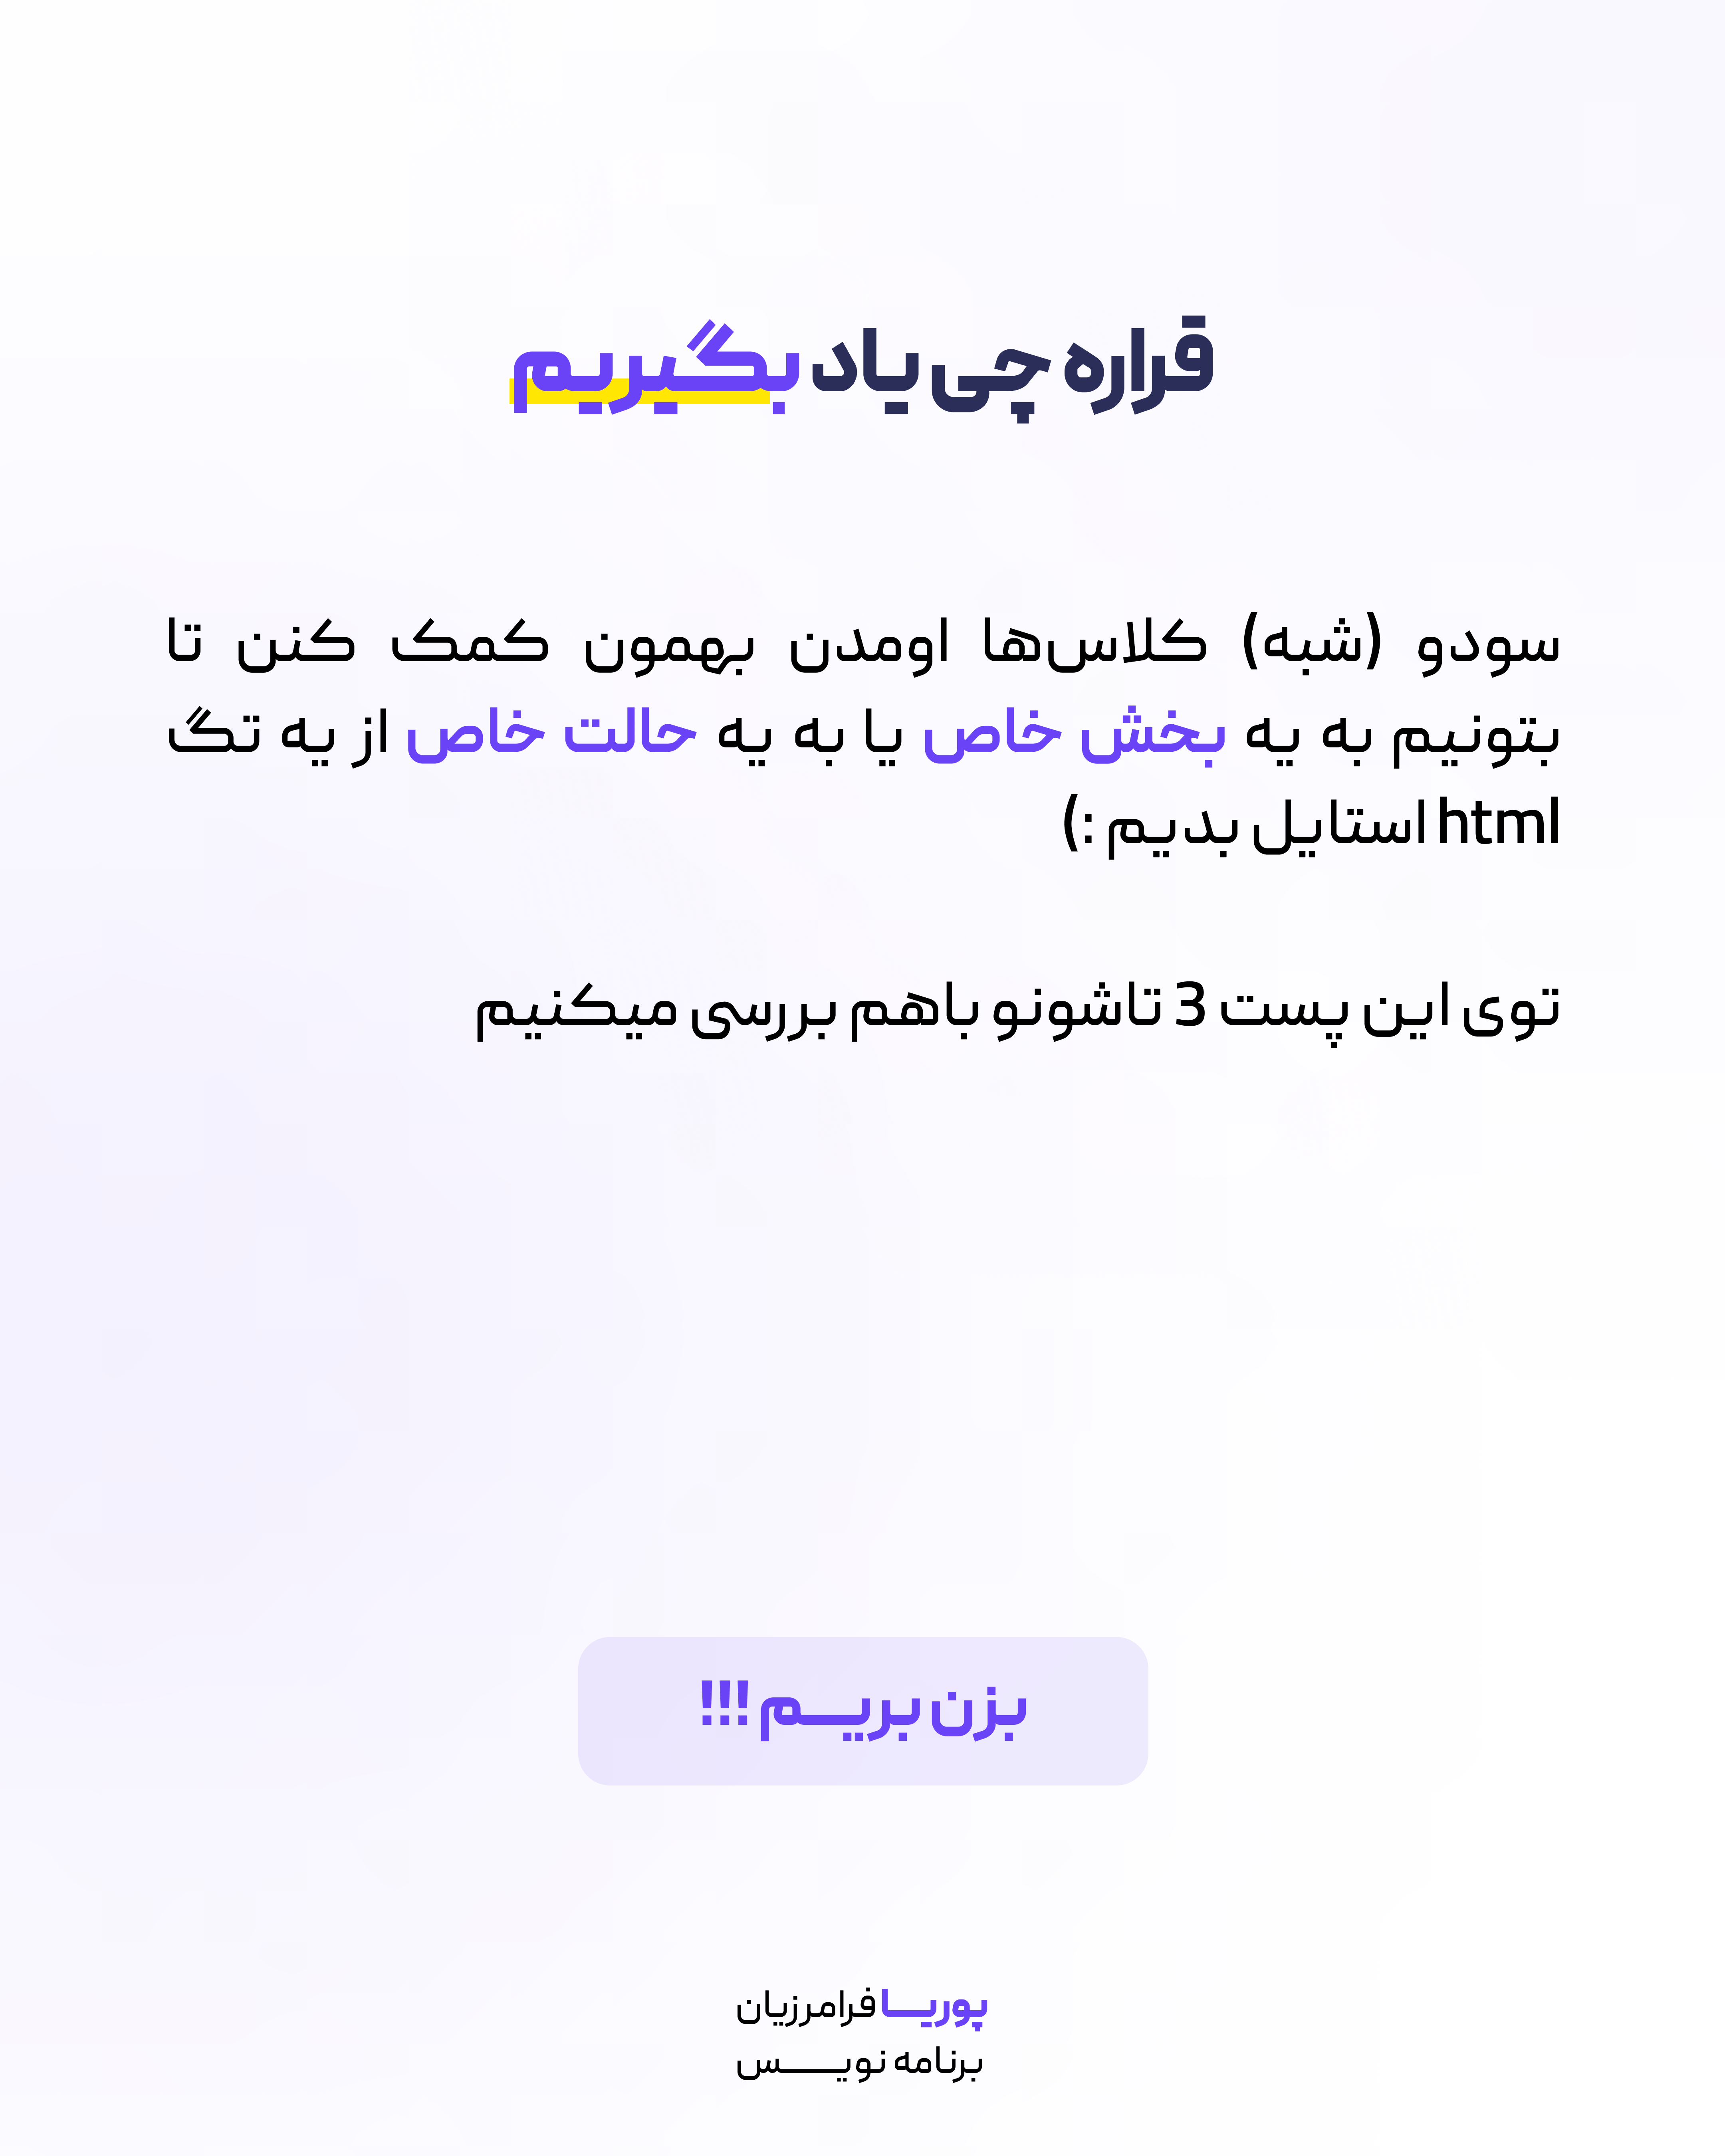 قراره چی یاد بگیریم
سودو (شبه) کلاس‌ها اومدن بهمون کمک کنن تا
بتونیم به یه بخش خاص یا به یه حالت خاص از یه تگ
html استایل بدیم :)
توی این پست 3 تاشونو باهم بررسی میکنیم
بزن بریـــم !!!
پوریـــا فرامرزیان
برنامه نویـــــس